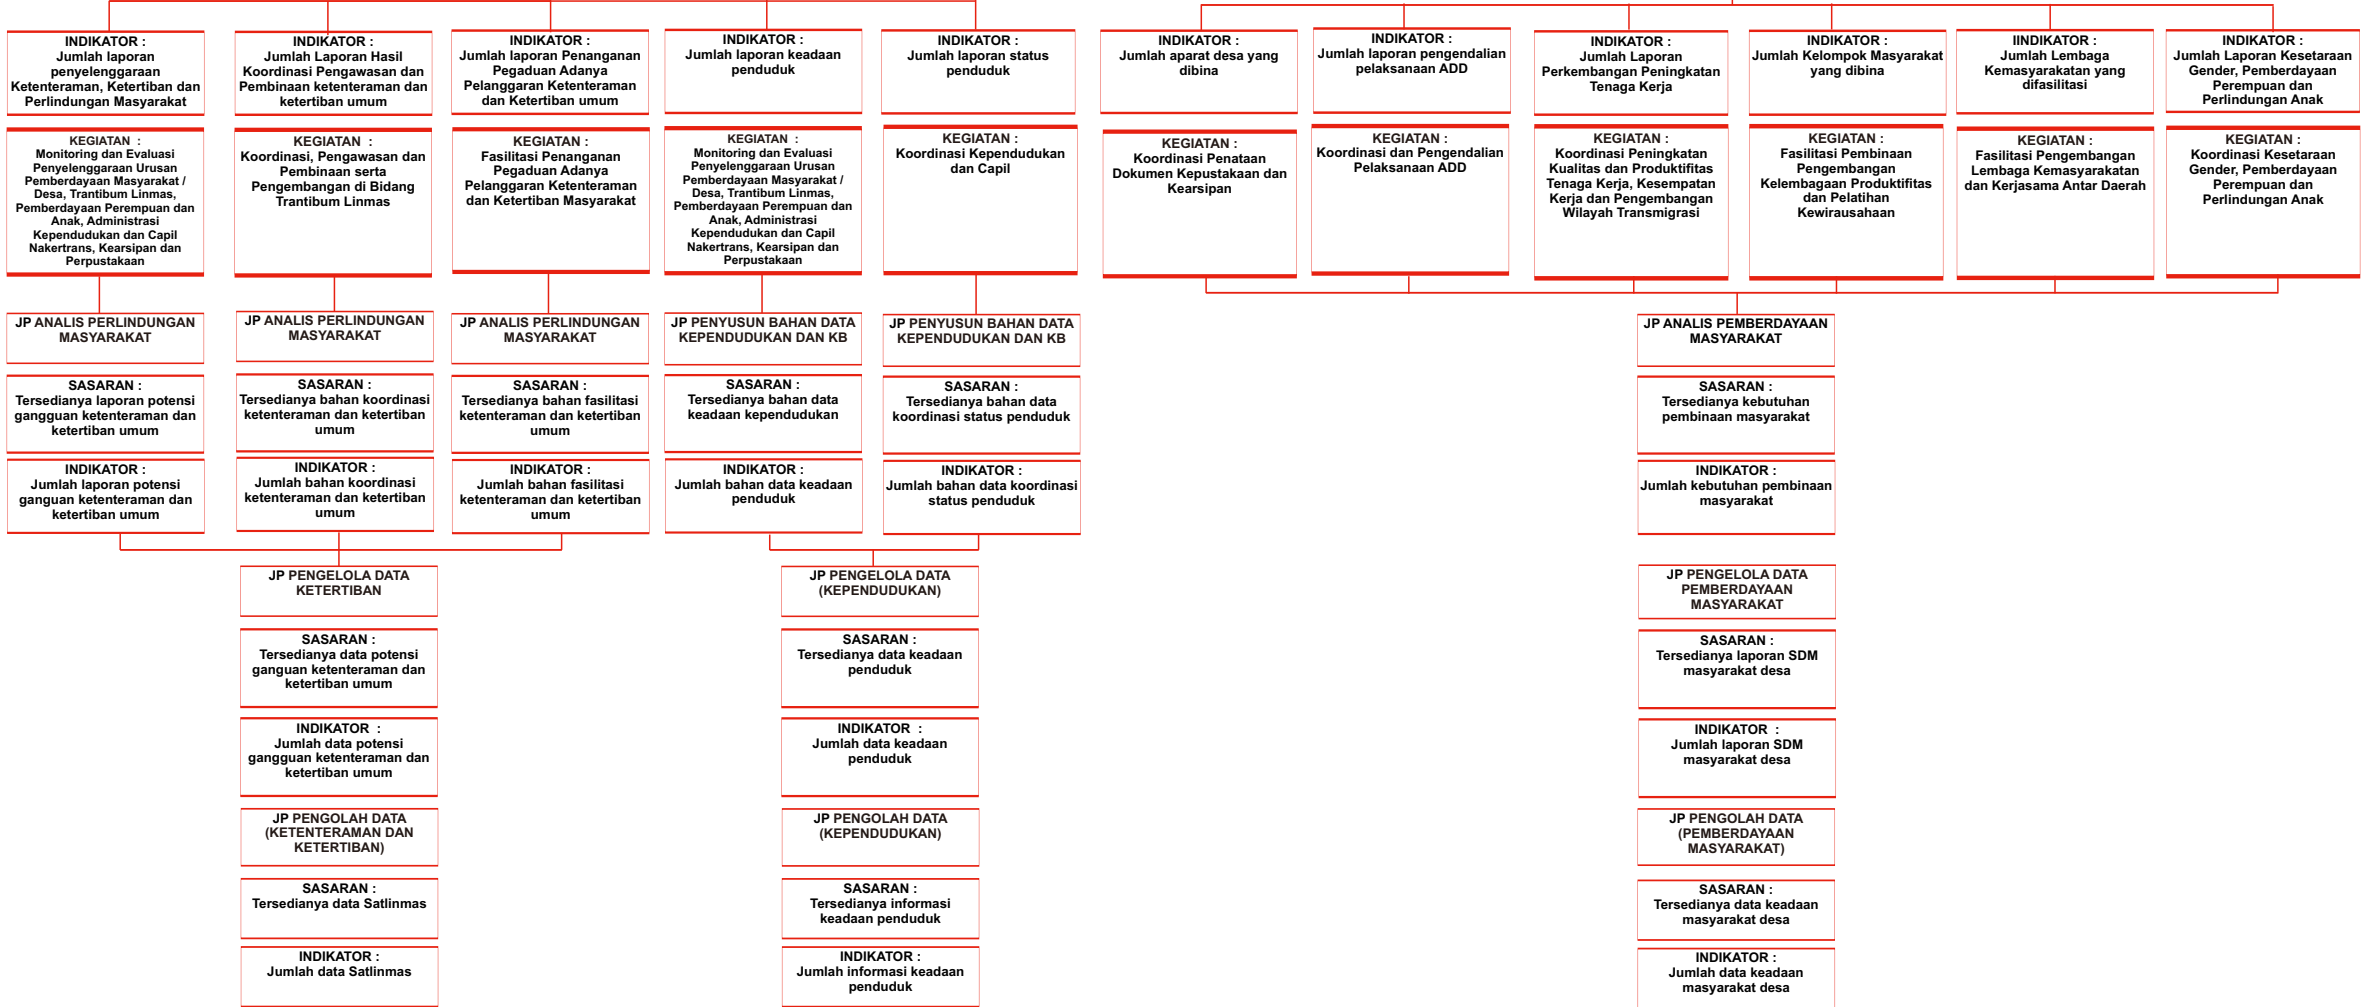 INDIKATOR :
Jumlah laporan
penyelenggaraan
Ketenteraman, Ketertiban dan
Perlindungan Masyarakat
INDIKATOR :
Jumlah Laporan Hasil
Koordinasi Pengawasan dan
Pembinaan ketenteraman dan
ketertiban umum
INDIKATOR :
Jumlah laporan Penanganan
Pegaduan Adanya
Pelanggaran Ketenteraman
dan Ketertiban umum
INDIKATOR :
Jumlah laporan keadaan
penduduk
INDIKATOR :
Jumlah laporan status
penduduk
INDIKATOR :
Jumlah aparat desa yang
dibina
INDIKATOR :
Jumlah laporan pengendalian
pelaksanaan ADD
INDIKATOR :
Jumlah Laporan
Perkembangan Peningkatan
Tenaga Kerja
INDIKATOR :
Jumlah Kelompok Masyarakat
yang dibina
IINDIKATOR :
Jumlah Lembaga
Kemasyarakatan yang
difasilitasi
INDIKATOR :
Jumlah Laporan Kesetaraan
Gender, Pemberdayaan
Perempuan dan
Perlindungan Anak
KEGIATAN :
Monitoring dan Evaluasi
Penyelenggaraan Urusan
Pemberdayaan Masyarakat /
Desa, Trantibum Linmas,
Pemberdayaan Perempuan dan
Anak, Administrasi
Kependudukan dan Capil
Nakertrans, Kearsipan dan
Perpustakaan
KEGIATAN :
Koordinasi, Pengawasan dan
Pembinaan serta
Pengembangan di Bidang
Trantibum Linmas
KEGIATAN :
Fasilitasi Penanganan
Pegaduan Adanya
Pelanggaran Ketenteraman
dan Ketertiban Masyarakat
KEGIATAN :
Monitoring dan Evaluasi
Penyelenggaraan Urusan
Pemberdayaan Masyarakat /
Desa, Trantibum Linmas,
Pemberdayaan Perempuan dan
Anak, Administrasi
Kependudukan dan Capil
Nakertrans, Kearsipan dan
Perpustakaan
KEGIATAN :
Koordinasi Kependudukan
dan Capil
KEGIATAN :
Koordinasi Penataan
Dokumen Kepustakaan dan
Kearsipan
KEGIATAN :
Koordinasi dan Pengendalian
Pelaksanaan ADD
KEGIATAN :
Koordinasi Peningkatan
Kualitas dan Produktifitas
Tenaga Kerja, Kesempatan
Kerja dan Pengembangan
Wilayah Transmigrasi
KEGIATAN :
Fasilitasi Pembinaan
Pengembangan
Kelembagaan Produktifitas
dan Pelatihan
Kewirausahaan
KEGIATAN :
Fasilitasi Pengembangan
Lembaga Kemasyarakatan
dan Kerjasama Antar Daerah
KEGIATAN :
Koordinasi Kesetaraan
Gender, Pemberdayaan
Perempuan dan
Perlindungan Anak
JP ANALIS PERLINDUNGAN
MASYARAKAT
JP ANALIS PERLINDUNGAN
MASYARAKAT
JP ANALIS PERLINDUNGAN
MASYARAKAT
JP PENYUSUN BAHAN DATA
KEPENDUDUKAN DAN KB
JP PENYUSUN BAHAN DATA
KEPENDUDUKAN DAN KB
JP ANALIS PEMBERDAYAAN
MASYARAKAT
SASARAN :
Tersedianya laporan potensi
gangguan ketenteraman dan
ketertiban umum
SASARAN :
Tersedianya bahan koordinasi
ketenteraman dan ketertiban
umum
SASARAN :
Tersedianya bahan fasilitasi
ketenteraman dan ketertiban
umum
SASARAN :
Tersedianya bahan data
keadaan kependudukan
SASARAN :
Tersedianya bahan data
koordinasi status penduduk
SASARAN :
Tersedianya kebutuhan
pembinaan masyarakat
INDIKATOR :
Jumlah laporan potensi
ganguan ketenteraman dan
ketertiban umum
INDIKATOR :
Jumlah bahan koordinasi
ketenteraman dan ketertiban
umum
INDIKATOR :
Jumlah bahan fasilitasi
ketenteraman dan ketertiban
umum
INDIKATOR :
Jumlah bahan data keadaan
penduduk
INDIKATOR :
Jumlah bahan data koordinasi
status penduduk
INDIKATOR :
Jumlah kebutuhan pembinaan
masyarakat
JP PENGELOLA DATA
KETERTIBAN
JP PENGELOLA DATA
(KEPENDUDUKAN)
JP PENGELOLA DATA
PEMBERDAYAAN
MASYARAKAT
SASARAN :
Tersedianya data potensi
ganguan ketenteraman dan
ketertiban umum
SASARAN :
Tersedianya data keadaan
penduduk
SASARAN :
Tersedianya laporan SDM
masyarakat desa
INDIKATOR :
Jumlah data potensi
gangguan ketenteraman dan
ketertiban umum
INDIKATOR :
Jumlah data keadaan
penduduk
INDIKATOR :
Jumlah laporan SDM
masyarakat desa
JP PENGOLAH DATA
(KETENTERAMAN DAN
KETERTIBAN)
JP PENGOLAH DATA
(KEPENDUDUKAN)
JP PENGOLAH DATA
(PEMBERDAYAAN
MASYARAKAT)
SASARAN :
Tersedianya data Satlinmas
SASARAN :
Tersedianya informasi
keadaan penduduk
SASARAN :
Tersedianya data keadaan
masyarakat desa
INDIKATOR :
Jumlah data Satlinmas
INDIKATOR :
Jumlah informasi keadaan
penduduk
INDIKATOR :
Jumlah data keadaan
masyarakat desa